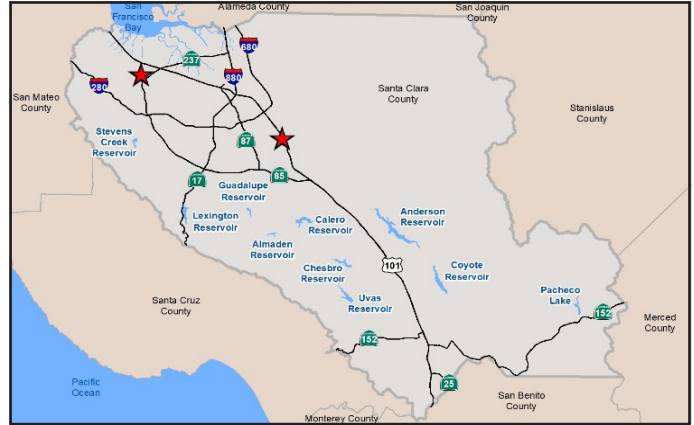 San
Francisco
Bay
Alameda County
San Joaquin
County
680
237
880
280
San Mateo
County
Santa Clara
County
Stanislaus
County
Stevens
Creek
Reservoir
87
85
17
Guadalupe
Reservoir
Lexington
Reservoir
Calero
Reservoir
Anderson
Reservoir
Almaden
Reservoir
Chesbro
Reservoir
101
Coyote
Reservoir
Uvas
Reservoir
Pacheco
Lake
152
Santa Cruz
County
Merced
County
152
25
Pacific
Ocean
San Benito
County
Monterey County